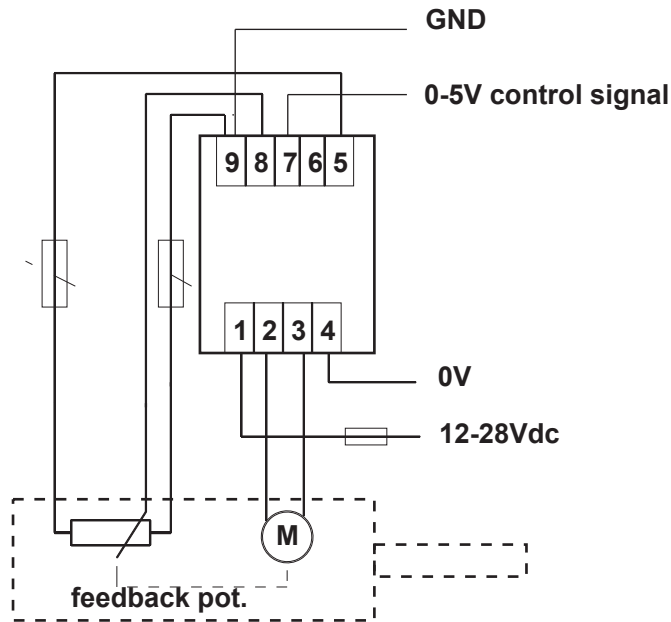 GND
0-5V control signal
9 8 7 6 5
1 2 3 4
0V
12-28Vdc
M
feedback pot.